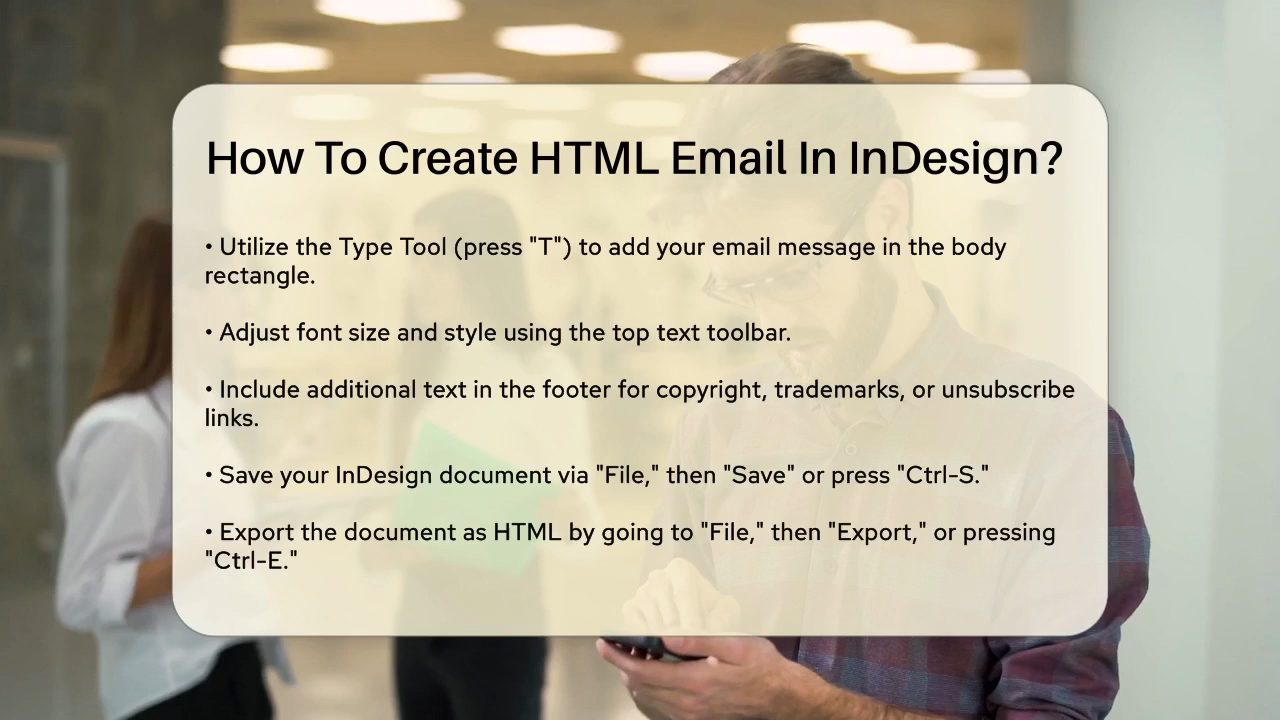 How To Create HTML Email In InDesign?
• Utilize the Type Tool (press "T") to add your email message in the body
rectangle.
• Adjust font size and style using the top text toolbar.
• Include additional text in the footer for copyright, trademarks, or unsubscribe
links.
• Save your InDesign document via "File," then "Save" or press "Ctrl-S."
• Export the document as HTML by going to "File," then "Export," or pressing
"Ctrl-E."